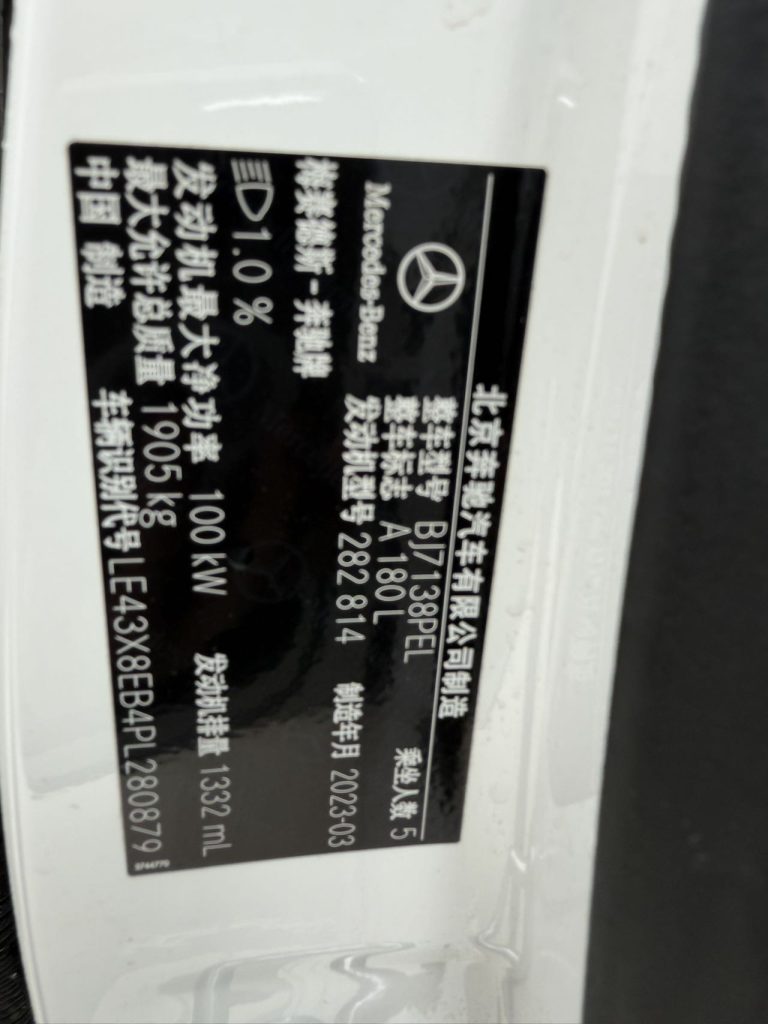 北京奔驰汽车有限公司制造
Mercedes-Benz
整车型号 BJ7138PEL 乘坐人数 5
整车标志 A 180 L
发动机型号 282 814 制造年月 2023-03
梅赛德斯-奔驰牌
1.0 %
发动机最大净功率 100 kW 发动机排量 1332 mL
最大允许总质量 1905 kg
中国 制造 车辆识别代号 LE43X8EB4PL280879